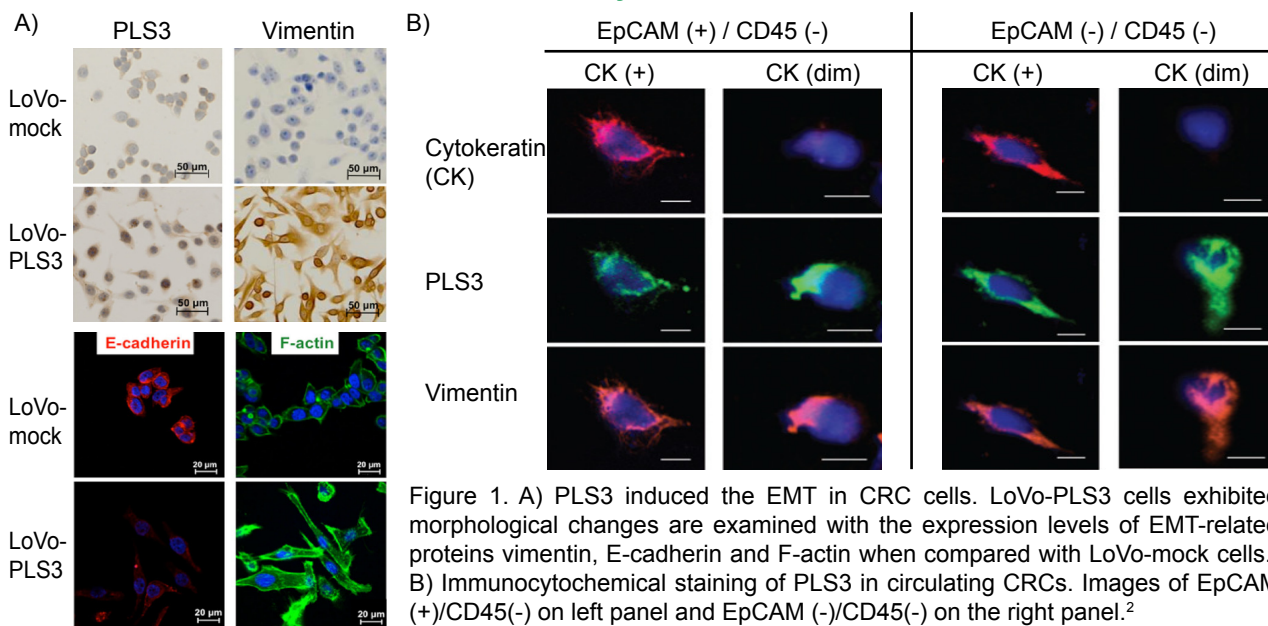 A)
PLS3 Vimentin
LoVo-
mock
50 µm 50 µm
LoVo-
PLS3
50 µm 50 µm
E-cadherin F-actin
LoVo-
mock
20 µm 20 µm
LoVo-
PLS3
20 µm 20 µm
B)
EpCAM (+) / CD45 (-) EpCAM (-) / CD45 (-)
CK (+) CK (dim) CK (+) CK (dim)
Cytokeratin
(CK)
PLS3
Vimentin
Figure 1. A) PLS3 induced the EMT in CRC cells. LoVo-PLS3 cells exhibited
morphological changes are examined with the expression levels of EMT-related
proteins vimentin, E-cadherin and F-actin when compared with LoVo-mock cells.
B) Immunocytochemical staining of PLS3 in circulating CRCs. Images of EpCAM
(+)/CD45(-) on left panel and EpCAM (-)/CD45(-) on the right panel.²